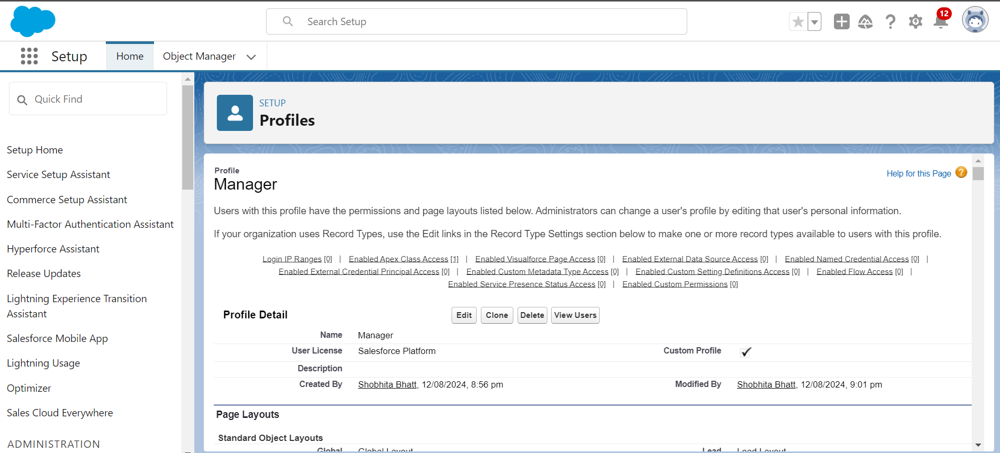 Search Setup
12
Setup
Home
Object Manager
Quick Find
Setup Home
Service Setup Assistant
Commerce Setup Assistant
Multi-Factor Authentication Assistant
Hyperforce Assistant
Release Updates
Lightning Experience Transition
Assistant
Salesforce Mobile App
Lightning Usage
Optimizer
Sales Cloud Everywhere
ADMINISTRATION
SETUP
Profiles
Profile
Manager
Help for this Page ?
Users with this profile have the permissions and page layouts listed below. Administrators can change a user's profile by editing that user's personal information.
If your organization uses Record Types, use the Edit links in the Record Type Settings section below to make one or more record types available to users with this profile.
Login IP Ranges [0] | Enabled Apex Class Access [1] | Enabled Visualforce Page Access [0] | Enabled External Data Source Access [0] | Enabled Named Credential Access [0] |
Enabled External Credential Principal Access [0] | Enabled Custom Metadata Type Access [0] | Enabled Custom Setting Definitions Access [0] | Enabled Flow Access [0] |
Enabled Service Presence Status Access [0] | Enabled Custom Permissions [0]
Profile Detail Edit Clone Delete View Users
Name Manager
User License Salesforce Platform Custom Profile
Description
Created By Shobhita Bhatt, 12/08/2024, 8:56 pm Modified By Shobhita Bhatt, 12/08/2024, 9:01 pm
Page Layouts
Standard Object Layouts
Global Global Layout Lead Lead Layout